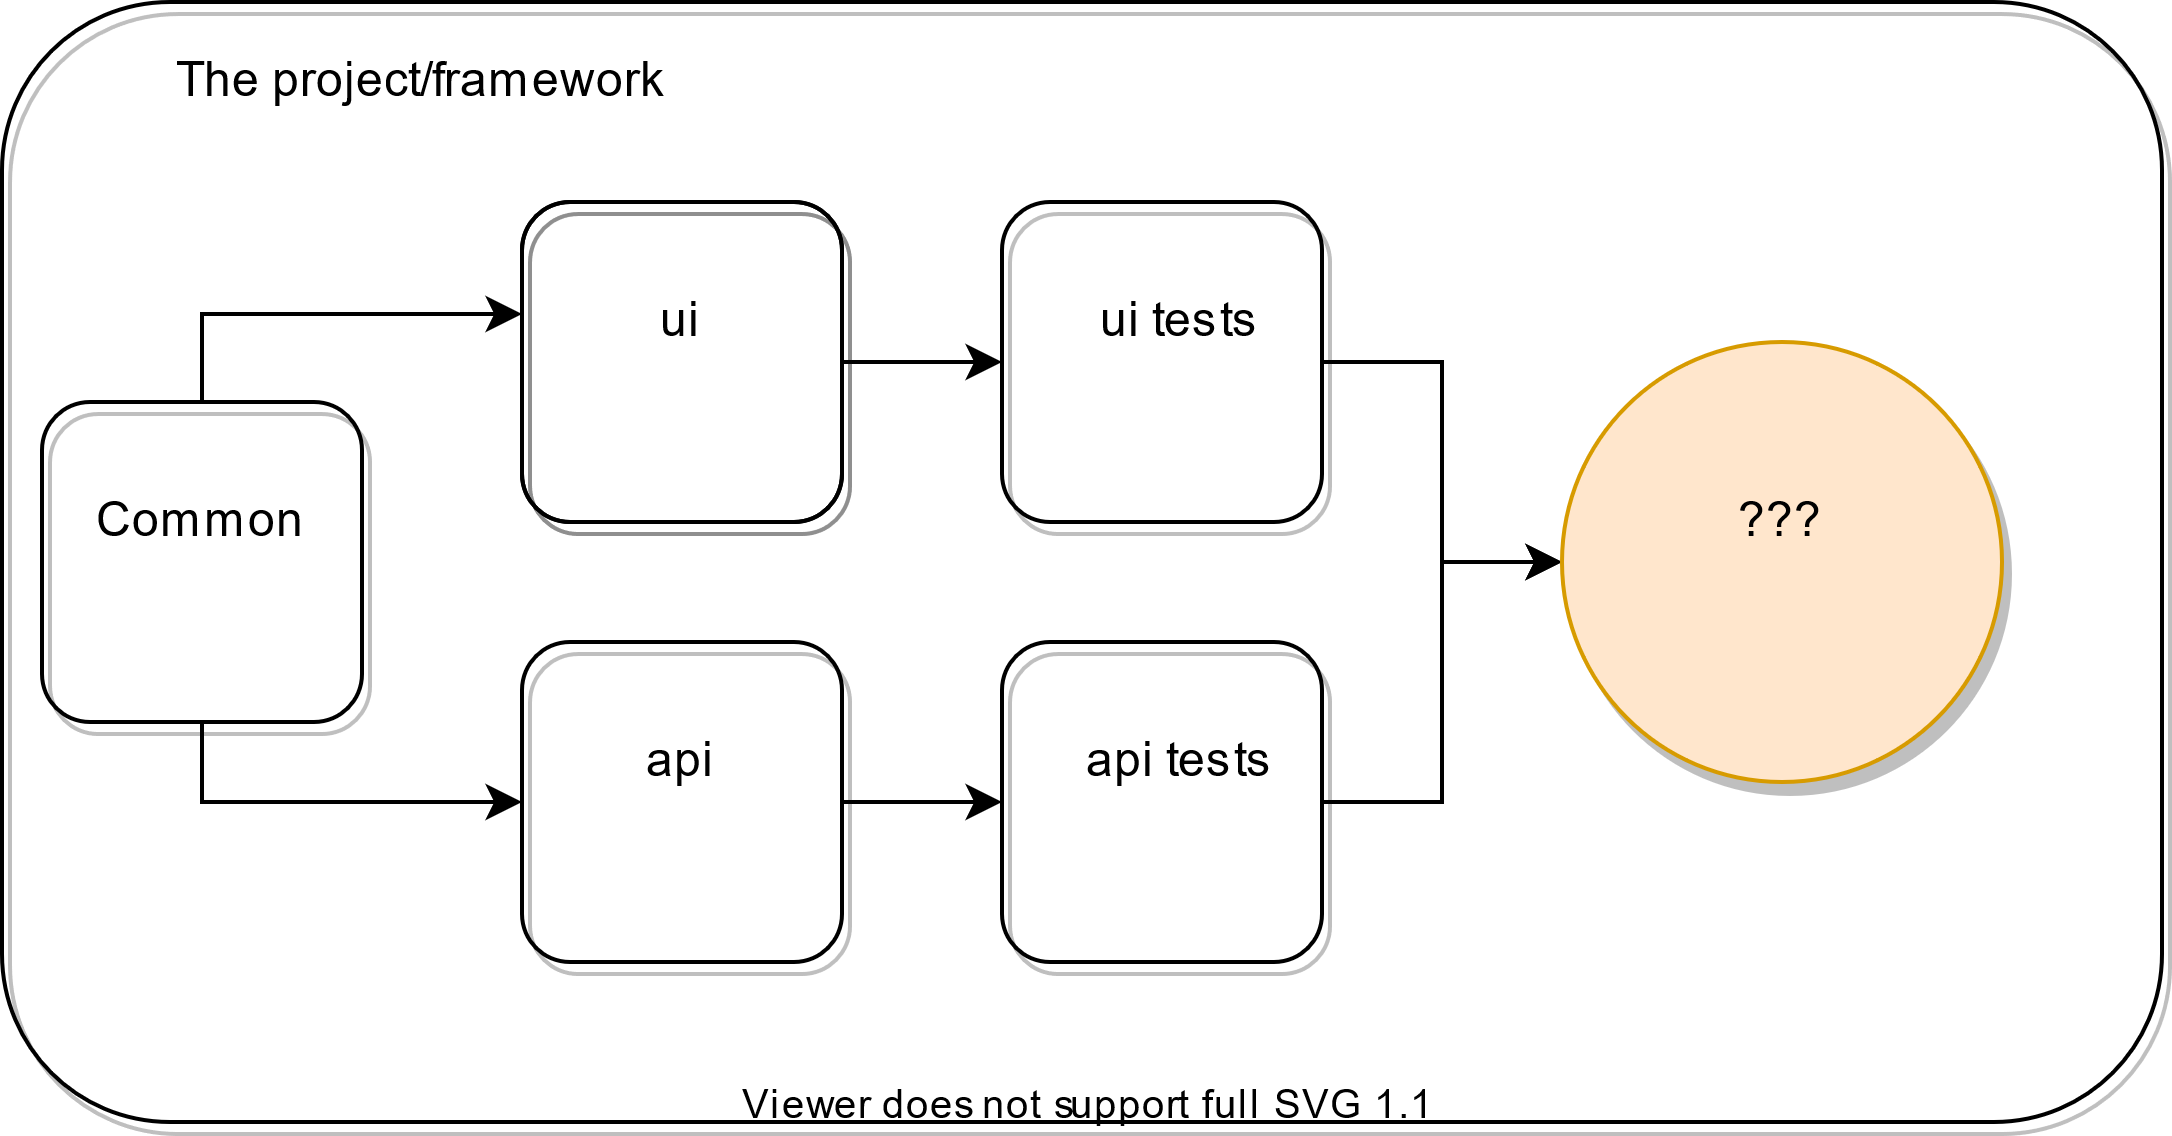 The project/framework
ui
ui tests
Common
???
api
api tests
Viewer does not support full SVG 1.1